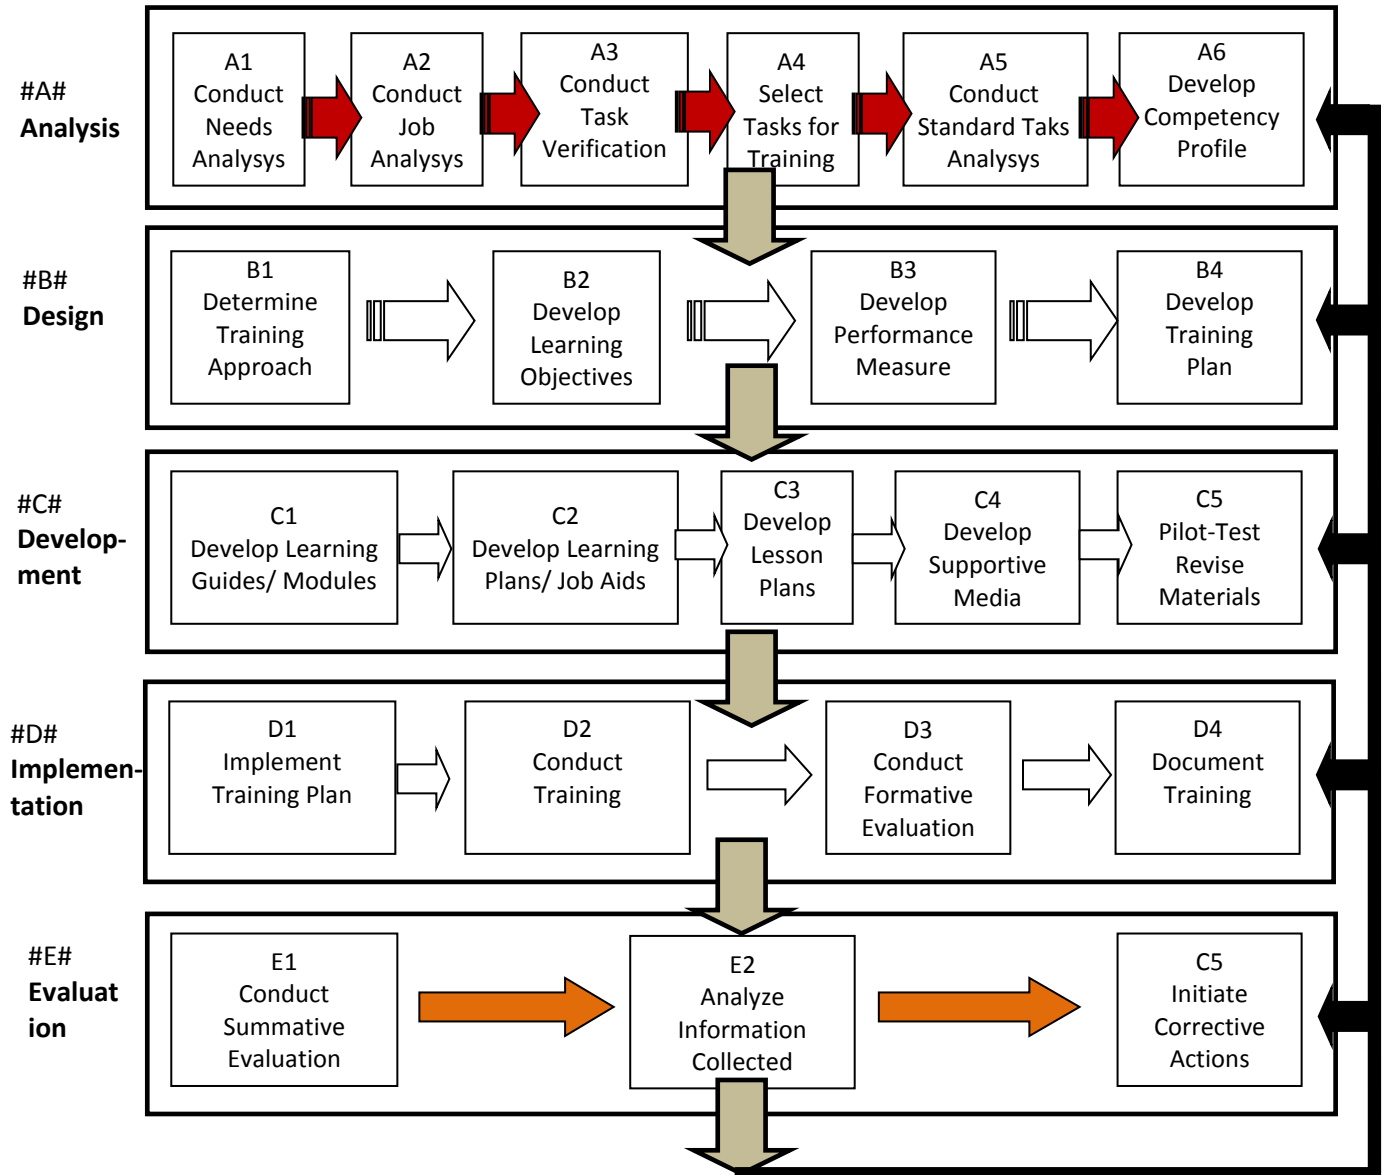 #A#
Analysis
A1
Conduct
Needs
Analysys
A2
Conduct
Job
Analysys
A3
Conduct
Task
Verification
A4
Select
Tasks for
Training
A5
Conduct
Standard Taks
Analysys
A6
Develop
Competency
Profile
#B#
Design
B1
Determine
Training
Approach
B2
Develop
Learning
Objectives
B3
Develop
Performance
Measure
B4
Develop
Training
Plan
#C#
Develop-
ment
C1
Develop Learning
Guides/ Modules
C2
Develop Learning
Plans/ Job Aids
C3
Develop
Lesson
Plans
C4
Develop
Supportive
Media
C5
Pilot-Test
Revise
Materials
#D#
Implemen-
tation
D1
Implement
Training Plan
D2
Conduct
Training
D3
Conduct
Formative
Evaluation
D4
Document
Training
#E#
Evaluat
ion
E1
Conduct
Summative
Evaluation
E2
Analyze
Information
Collected
C5
Initiate
Corrective
Actions